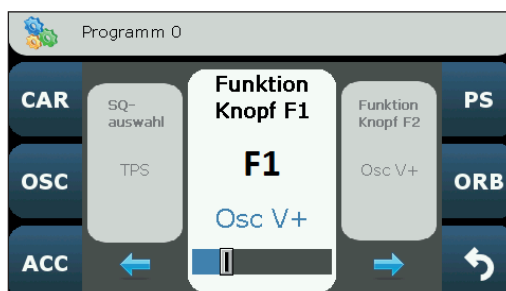 Programm 0
CAR
OSC
ACC
SQ-
auswahl
TPS
Funktion
Knopf F1
F1
Osc V+
Funktion
Knopf F2
Osc V+
PS
ORB